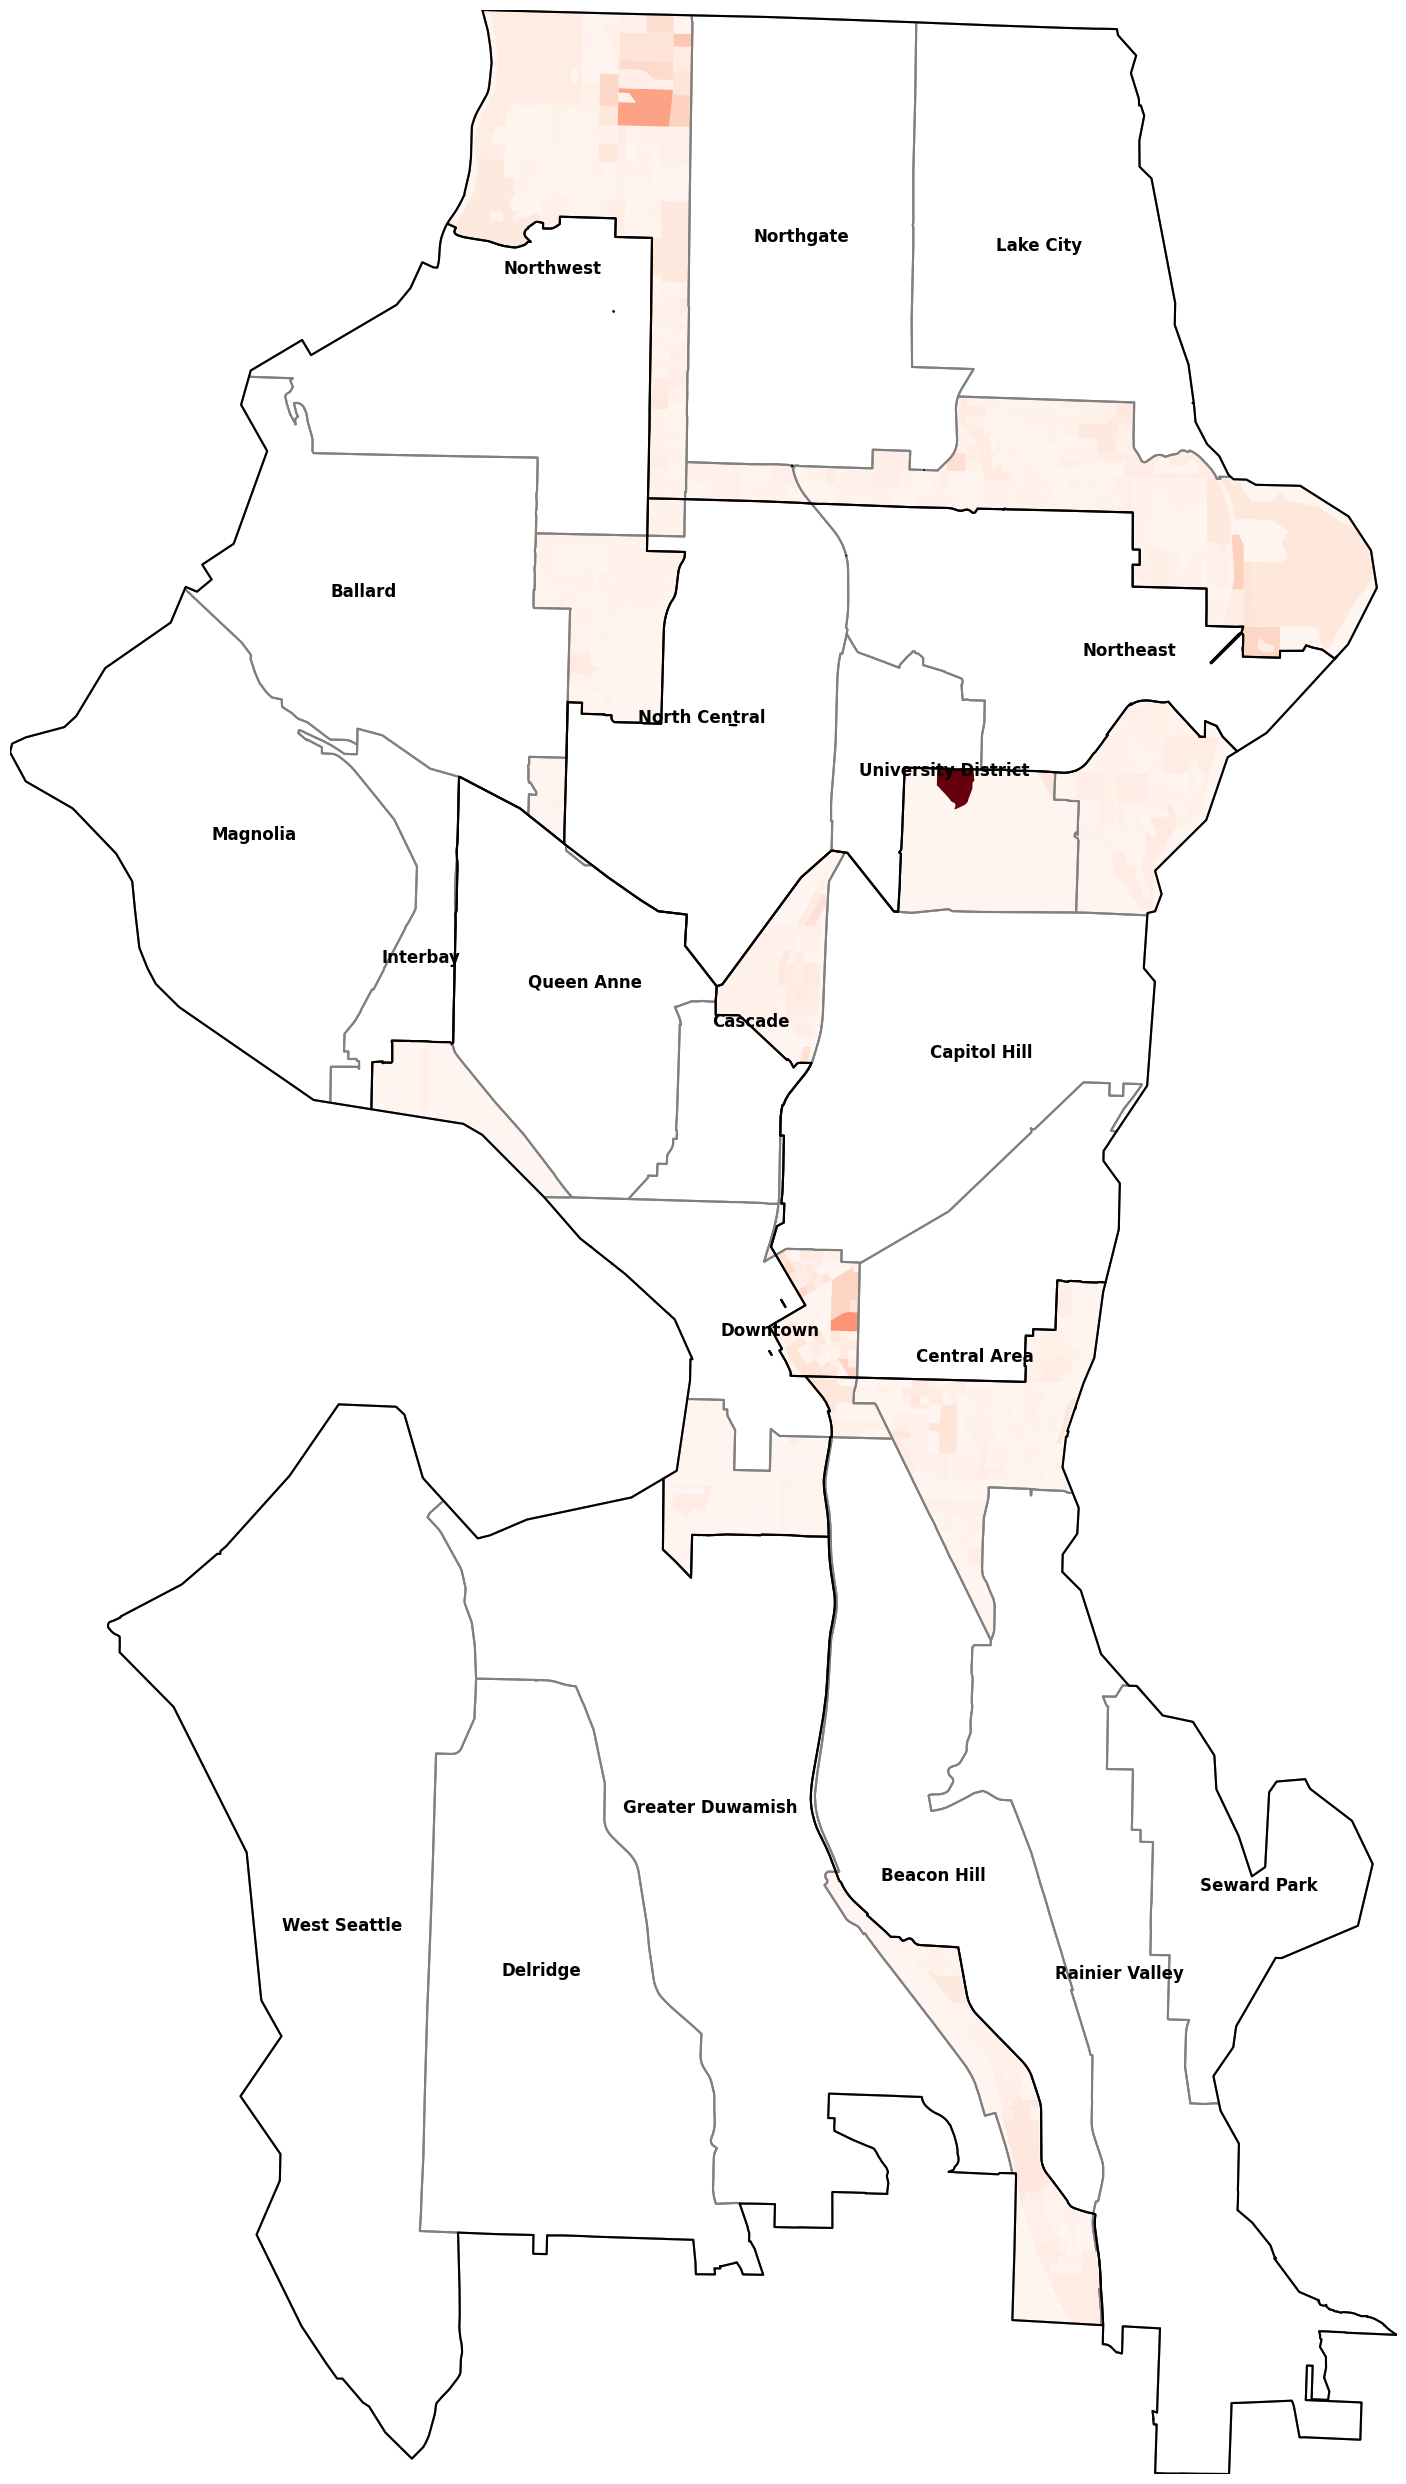 Northgate
Lake City
Northwest
Ballard
Northeast
North Central
University District
Magnolia
Interbay
Queen Anne
Cascade
Capitol Hill
Downtown
Central Area
Greater Duwamish
Beacon Hill
Seward Park
West Seattle
Delridge
Rainier Valley